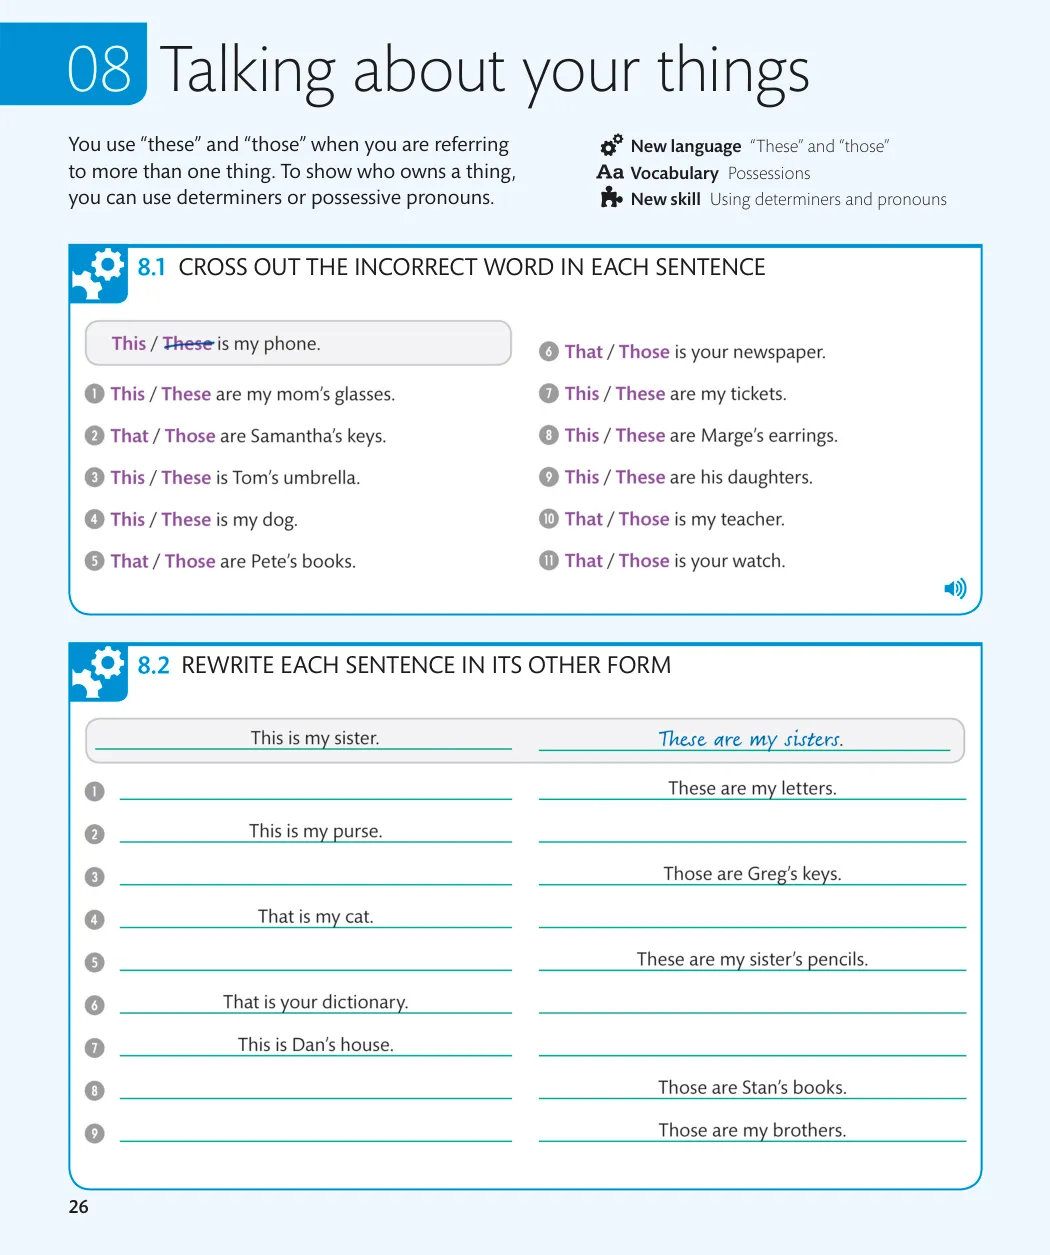 08 Talking about your things
You use “these” and “those” when you are referring
to more than one thing. To show who owns a thing,
you can use determiners or possessive pronouns.
New language “These” and “those”
Aa Vocabulary Possessions
New skill Using determiners and pronouns
8.1 CROSS OUT THE INCORRECT WORD IN EACH SENTENCE
This / These is my phone.
1 This / These are my mom’s glasses.
2 That / Those are Samantha’s keys.
3 This / These is Tom’s umbrella.
4 This / These is my dog.
5 That / Those are Pete’s books.
6 That / Those is your newspaper.
7 This / These are my tickets.
8 This / These are Marge’s earrings.
9 This / These are his daughters.
10 That / Those is my teacher.
11 That / Those is your watch.
8.2 REWRITE EACH SENTENCE IN ITS OTHER FORM
This is my sister. These are my sisters.
1 These are my letters.
2 This is my purse.
3 Those are Greg’s keys.
4 That is my cat.
5 These are my sister’s pencils.
6 That is your dictionary.
7 This is Dan’s house.
8 Those are Stan’s books.
9 Those are my brothers.
26